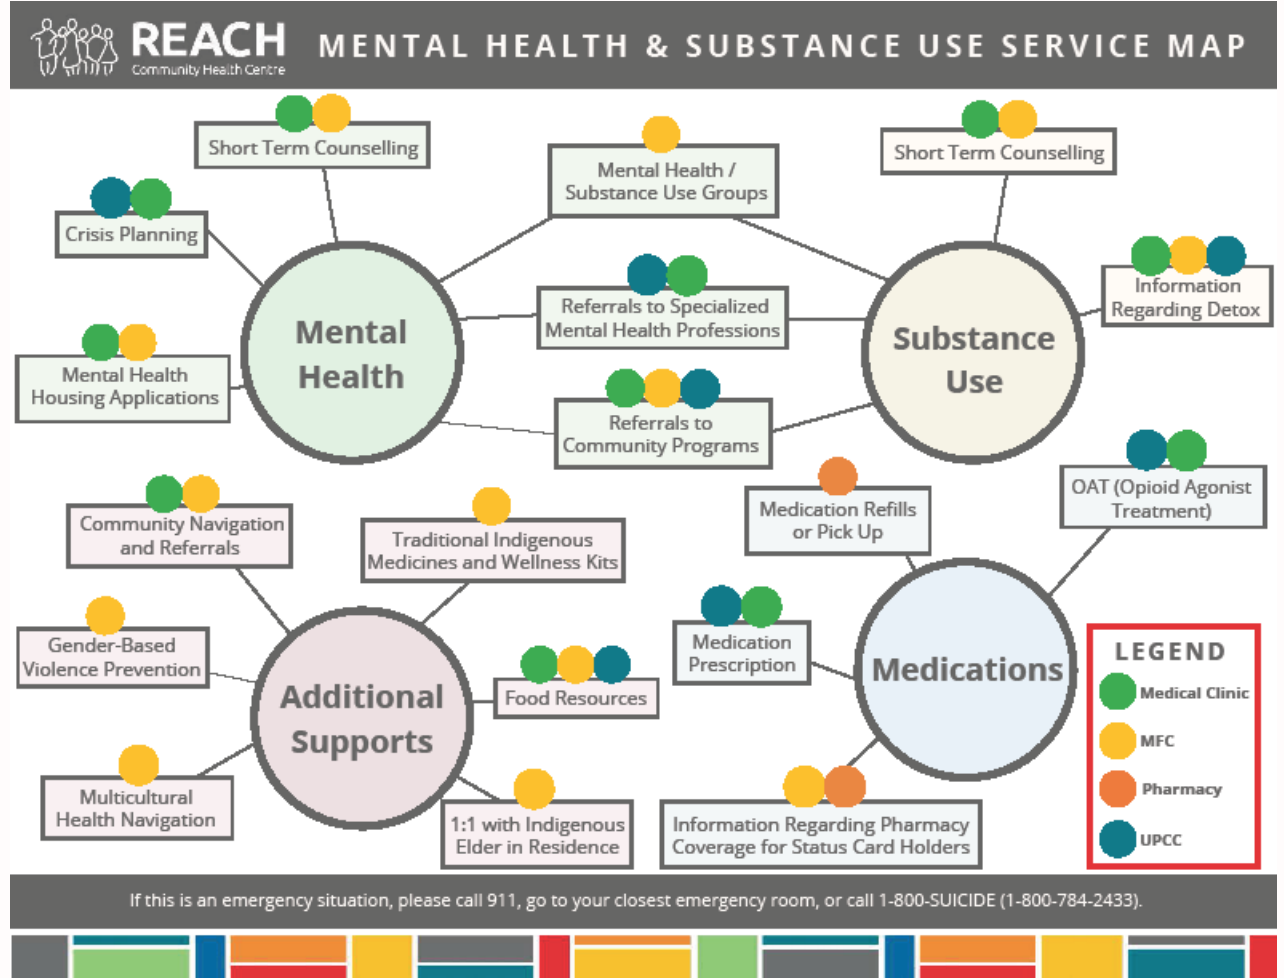 REACH
Community Health Centre
MENTAL HEALTH & SUBSTANCE USE SERVICE MAP
Short Term Counselling
Mental Health /
Substance Use Groups
Short Term Counselling
Crisis Planning
Referrals to Specialized
Mental Health Professions
Information
Regarding Detox
Mental
Health
Substance
Use
Mental Health
Housing Applications
Referrals to
Community Programs
Community Navigation
and Referrals
Traditional Indigenous
Medicines and Wellness Kits
Medication Refills
or Pick Up
OAT (Opioid Agonist
Treatment)
Gender-Based
Violence Prevention
Additional
Supports
Food Resources
Medication
Prescription
Medications
Multicultural
Health Navigation
1:1 with Indigenous
Elder in Residence
Information Regarding Pharmacy
Coverage for Status Card Holders
LEGEND
Medical Clinic
MFC
Pharmacy
UPCC
If this is an emergency situation, please call 911, go to your closest emergency room, or call 1-800-SUICIDE (1-800-784-2433).